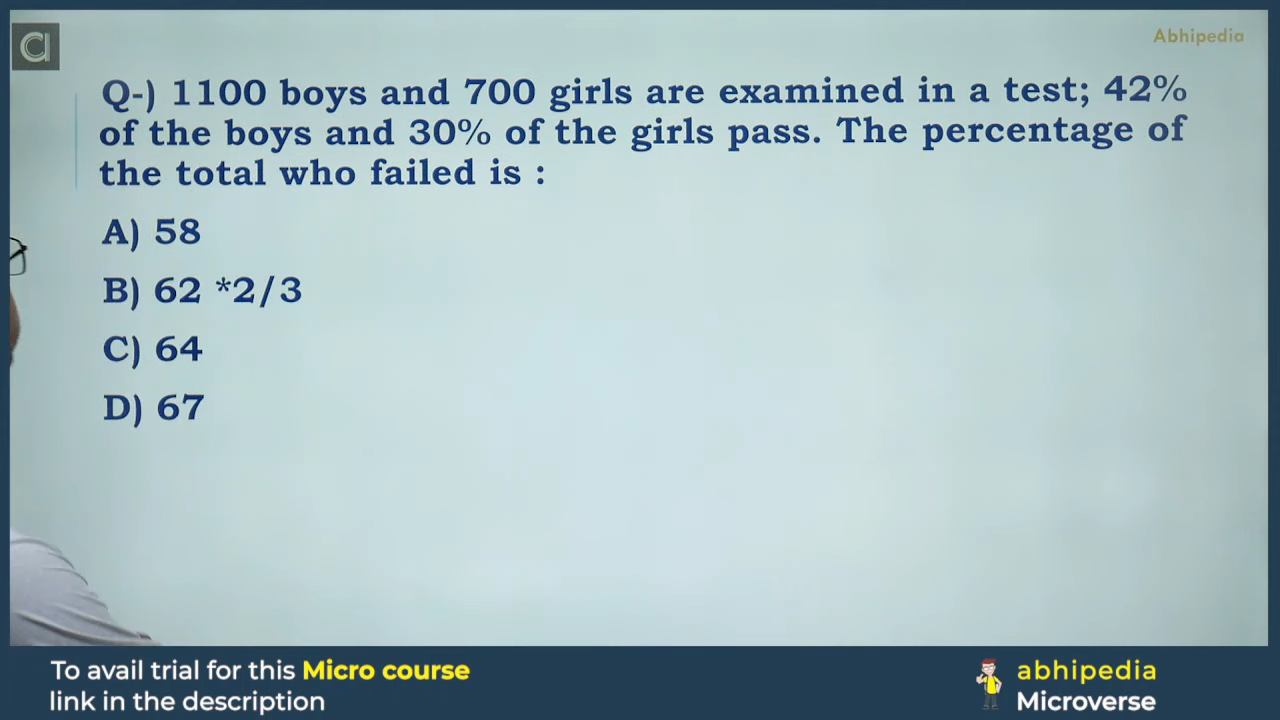 Abhipedia
Q-) 1100 boys and 700 girls are examined in a test; 42%
of the boys and 30% of the girls pass. The percentage of
the total who failed is :
A) 58
B) 62 *2/3
C) 64
D) 67
To avail trial for this Micro course
link in the description
abhipedia
Microverse